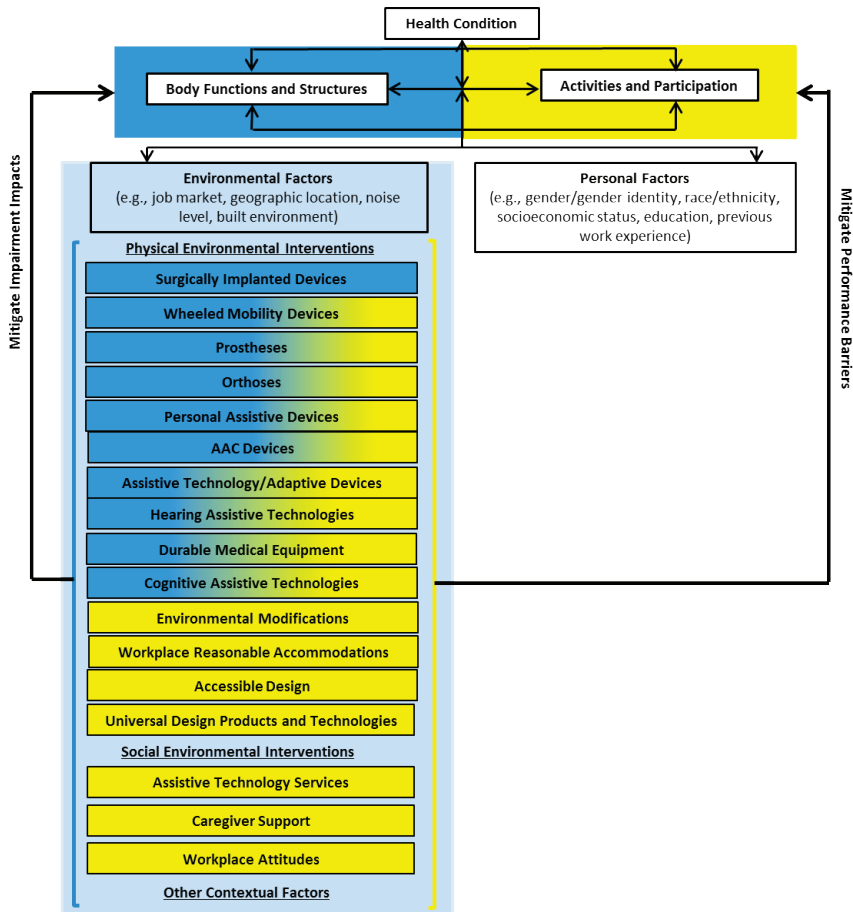 Health Condition
Body Functions and Structures
Activities and Participation
Mitigate Impairment Impacts
Environmental Factors
(e.g., job market, geographic location, noise
level, built environment)
Personal Factors
(e.g., gender/gender identity, race/ethnicity,
socioeconomic status, education, previous
work experience)
Mitigate Performance Barriers
Physical Environmental Interventions
Surgically Implanted Devices
Wheeled Mobility Devices
Prostheses
Orthoses
Personal Assistive Devices
AAC Devices
Assistive Technology/Adaptive Devices
Hearing Assistive Technologies
Durable Medical Equipment
Cognitive Assistive Technologies
Environmental Modifications
Workplace Reasonable Accommodations
Accessible Design
Universal Design Products and Technologies
Social Environmental Interventions
Assistive Technology Services
Caregiver Support
Workplace Attitudes
Other Contextual Factors